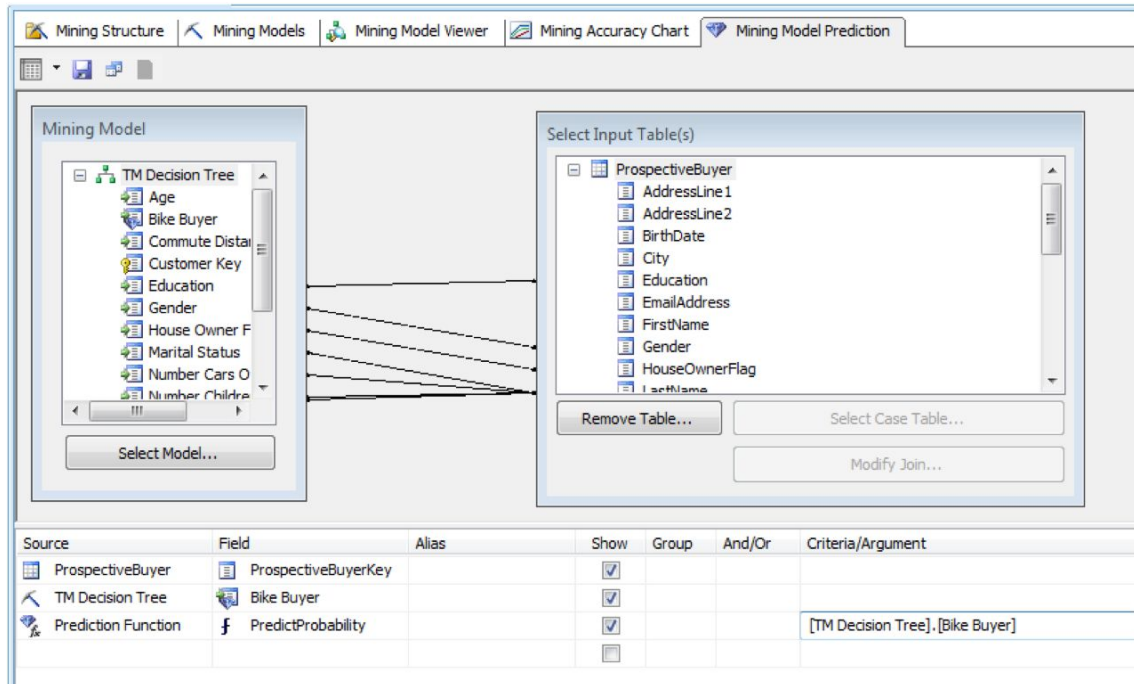 Mining Structure Mining Models Mining Model Viewer Mining Accuracy Chart Mining Model Prediction
Mining Model
TM Decision Tree
Age
Bike Buyer
Commute Distar
Customer Key
Education
Gender
House Owner F
Marital Status
Number Cars O
Number Childre
Select Model...
Select Input Table(s)
ProspectiveBuyer
AddressLine1
AddressLine2
BirthDate
City
Education
EmailAddress
FirstName
Gender
HouseOwnerFlag
LastName
Remove Table... Select Case Table...
Modify Join...
Source Field Alias Show Group And/Or Criteria/Argument
ProspectiveBuyer ProspectiveBuyerKey
TM Decision Tree Bike Buyer
Prediction Function PredictProbability [TM Decision Tree].[Bike Buyer]